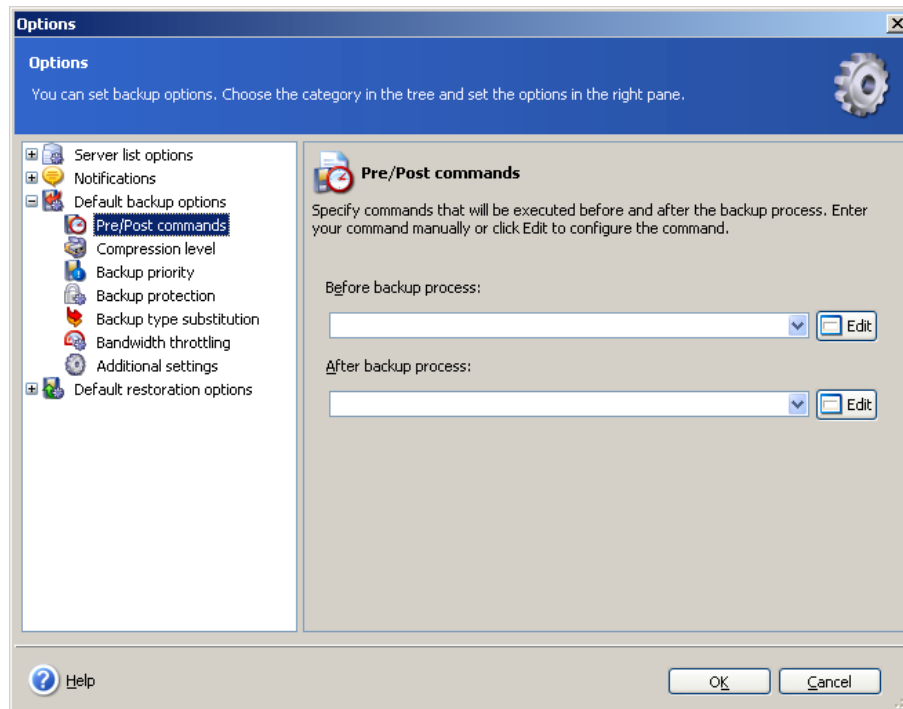 Options
Options
You can set backup options. Choose the category in the tree and set the options in the right pane.
Server list options
Notifications
Default backup options
Pre/Post commands
Compression level
Backup priority
Backup protection
Backup type substitution
Bandwidth throttling
Additional settings
Default restoration options
Pre/Post commands
Specify commands that will be executed before and after the backup process. Enter
your command manually or click Edit to configure the command.
Before backup process:
Edit
After backup process:
Edit
Help
OK
Cancel